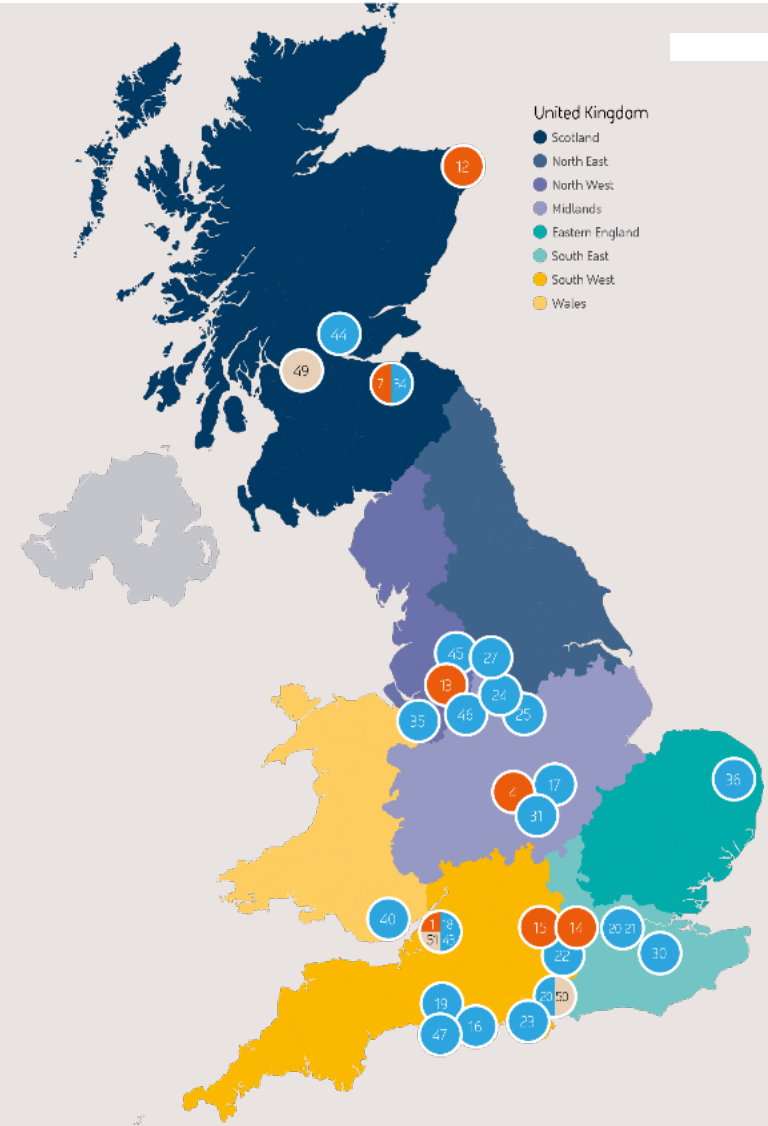 United Kingdom
Scotland
North East
North West
Midlands
Eastern England
South East
South West
Wales
12
44
49
7 34
45 27
13
24
35 46 25
36
4 17
31
40
1 18
51 43
15 14 20 21
22 30
20 50
19
16 23
47